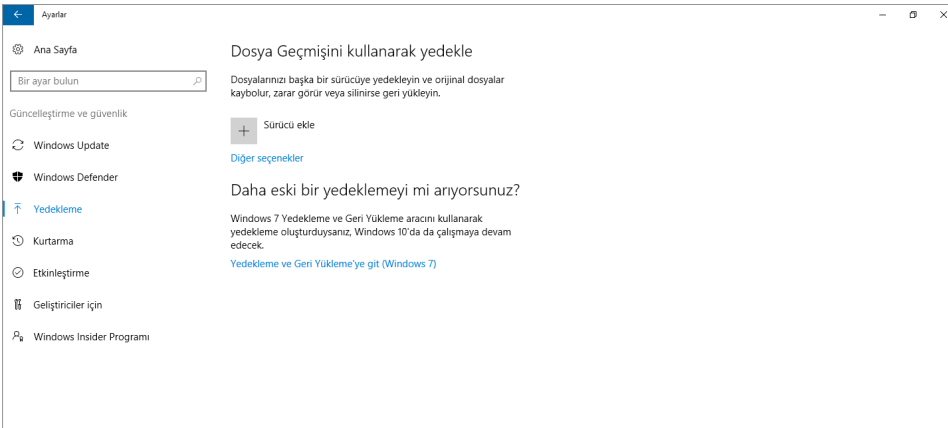 Ayarlar
Ana Sayfa
Bir ayar bulun
Güncelleştirme ve güvenlik
Windows Update
Windows Defender
Yedekleme
Kurtarma
Etkinleştirme
Geliştiriciler için
Windows Insider Programı
Dosya Geçmişini kullanarak yedekle
Dosyalarınızı başka bir sürücüye yedekleyin ve orijinal dosyalar
kaybolur, zarar görür veya silinirse geri yükleyin.
Sürücü ekle
Diğer seçenekler
Daha eski bir yedeklemeyi mi arıyorsunuz?
Windows 7 Yedekleme ve Geri Yükleme aracını kullanarak
yedekleme oluşturduysanız, Windows 10'da da çalışmaya devam
edecek.
Yedekleme ve Geri Yükleme'ye git (Windows 7)